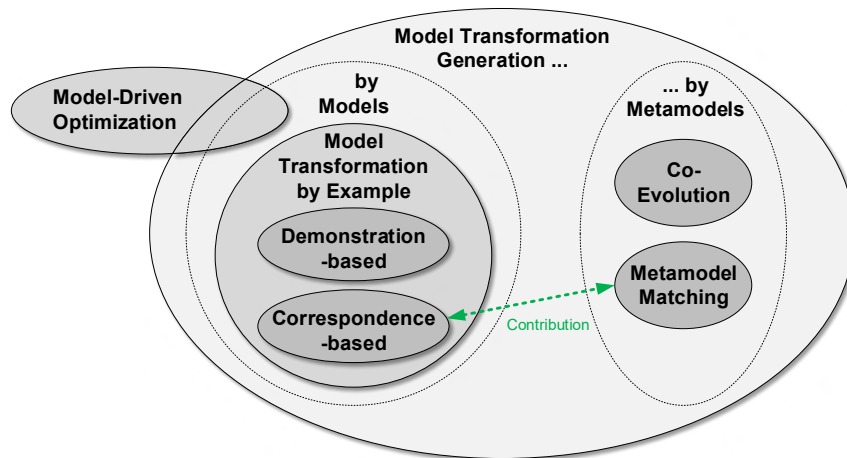 Model Transformation
Generation ...
by
Models
... by
Metamodels
Model-Driven
Optimization
Model
Transformation
by Example
Co-
Evolution
Demonstration
-based
Metamodel
Matching
Correspondence
-based
Contribution